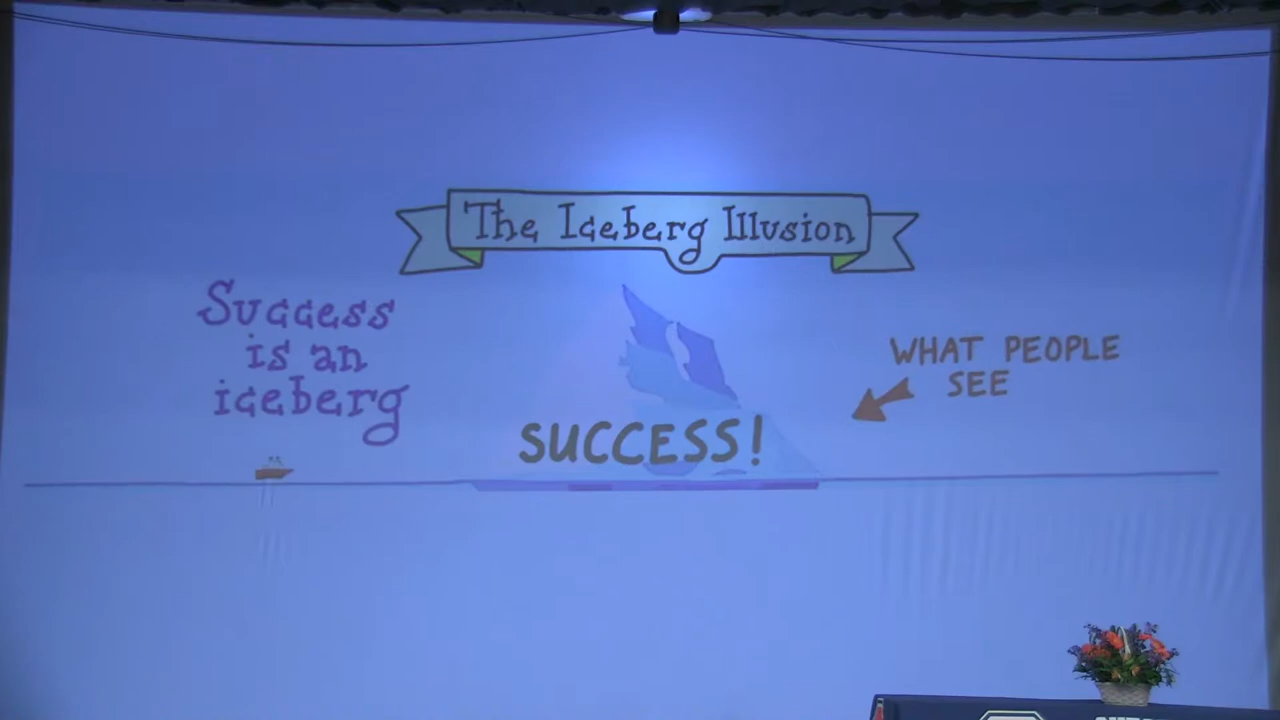 The Iceberg Illusion
Success
is an
iceberg
WHAT PEOPLE
SEE
SUCCESS!